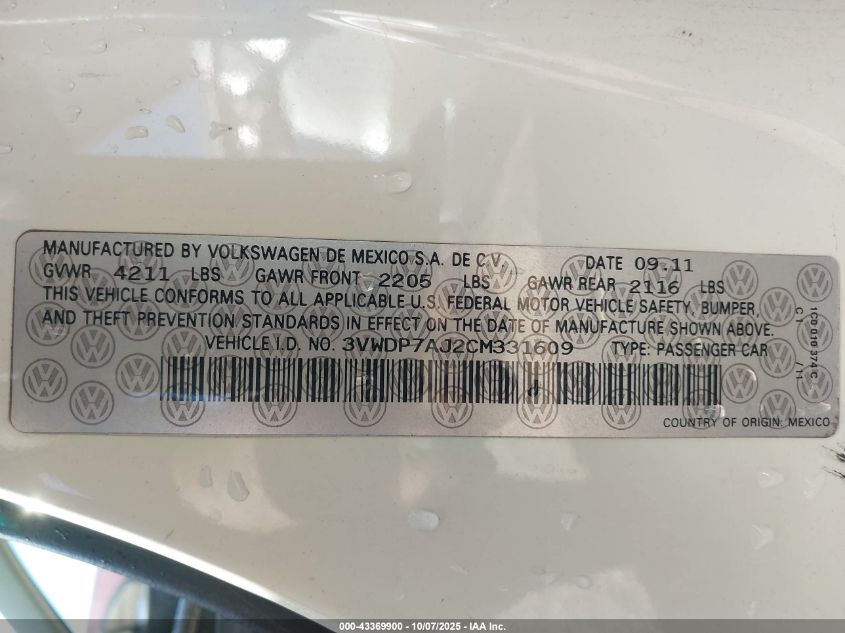 MANUFACTURED BY VOLKSWAGEN DE MEXICO S.A. DE C.V. DATE 09.11
GVWR 4211 LBS GAWR FRONT 2205 LBS GAWR REAR 2116 LBS
THIS VEHICLE CONFORMS TO ALL APPLICABLE U.S. FEDERAL MOTOR VEHICLE SAFETY, BUMPER,
AND THEFT PREVENTION STANDARDS IN EFFECT ON THE DATE OF MANUFACTURE SHOWN ABOVE.
VEHICLE I.D. NO. 3VWDP7AJ2CM331609 TYPE: PASSENGER CAR
COUNTRY OF ORIGIN: MEXICO
1C0 010 374 C
000-43369900 - 10/07/2025 - IAA Inc.